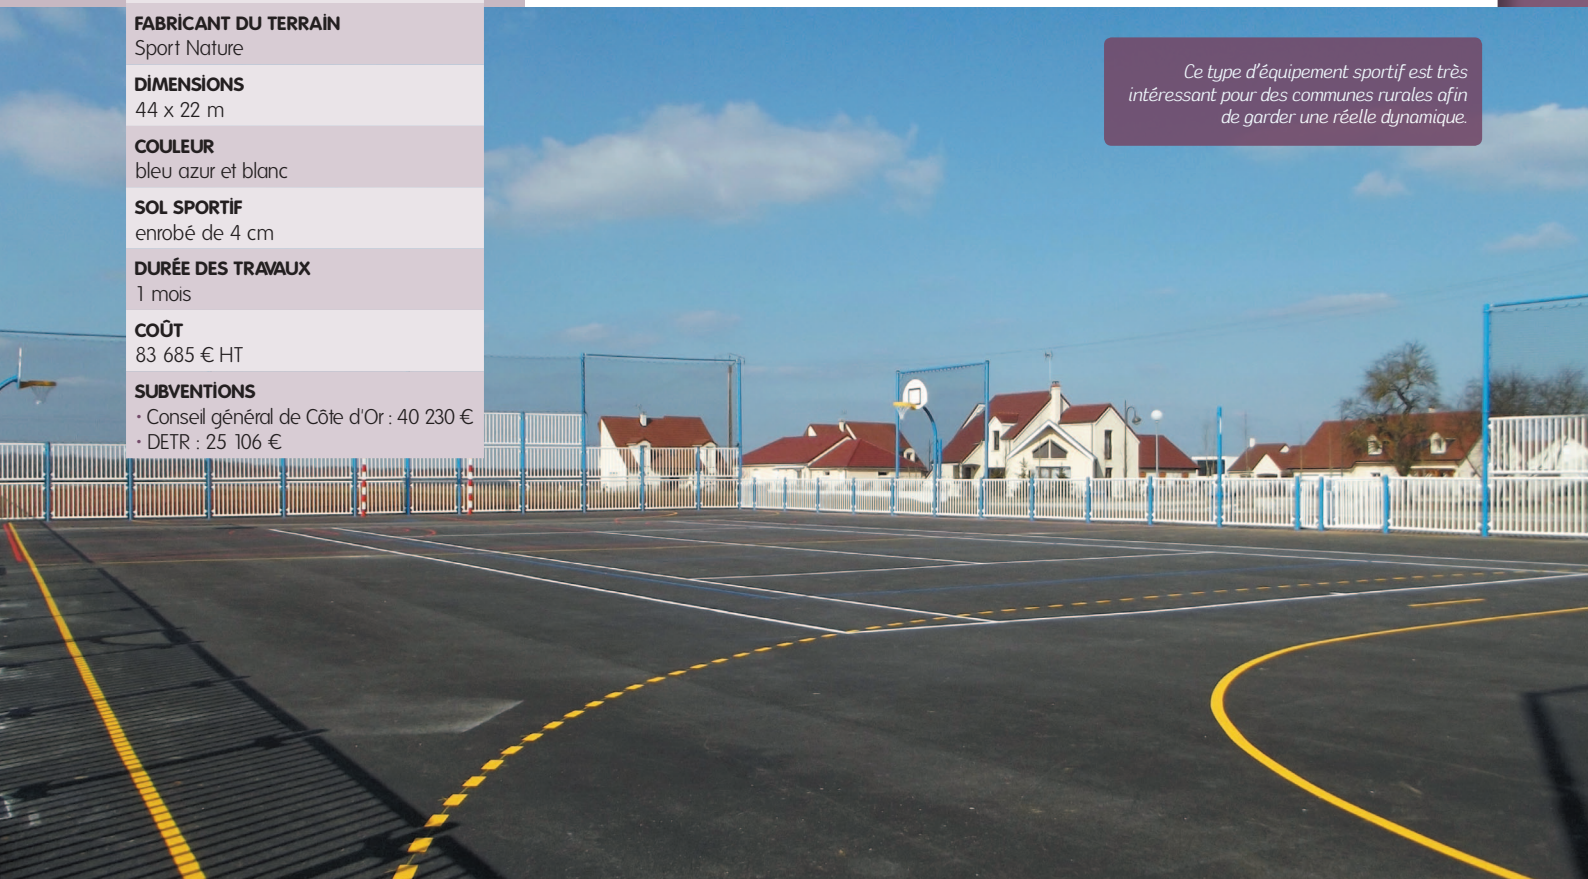 FABRICANT DU TERRAIN
Sport Nature
DIMENSIONS
44 x 22 m
COULEUR
bleu azur et blanc
SOL SPORTIF
enrobé de 4 cm
DURÉE DES TRAVAUX
1 mois
COÛT
83 685 € HT
SUBVENTIONS
• Conseil général de Côte d'Or : 40 230 €
• DETR : 25 106 €
Ce type d'équipement sportif est très
intéressant pour des communes rurales afin
de garder une réelle dynamique.